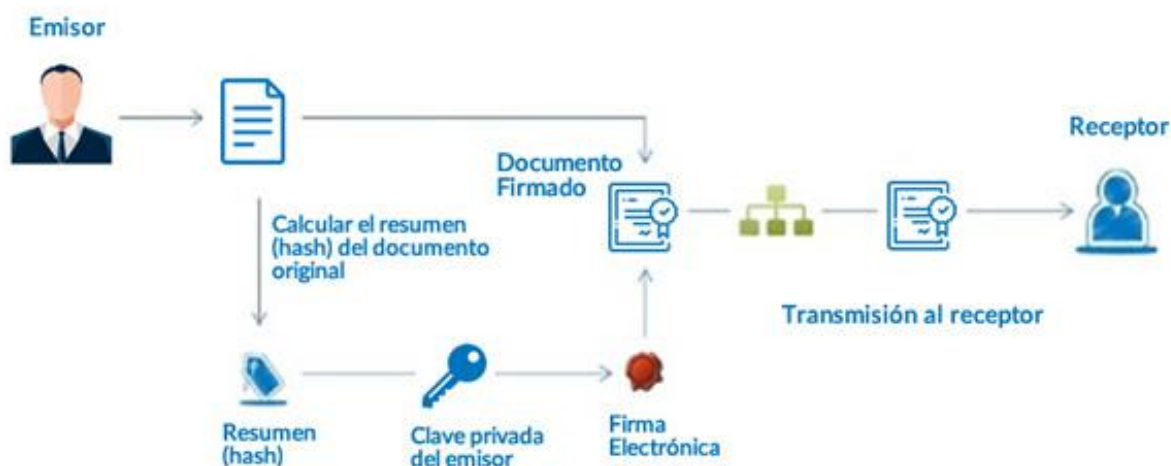 Emisor
Receptor
Documento
Firmado
Calcular el resumen
(hash) del documento
original
Transmisión al receptor
Resumen
(hash)
Clave privada
del emisor
Firma
Electrónica